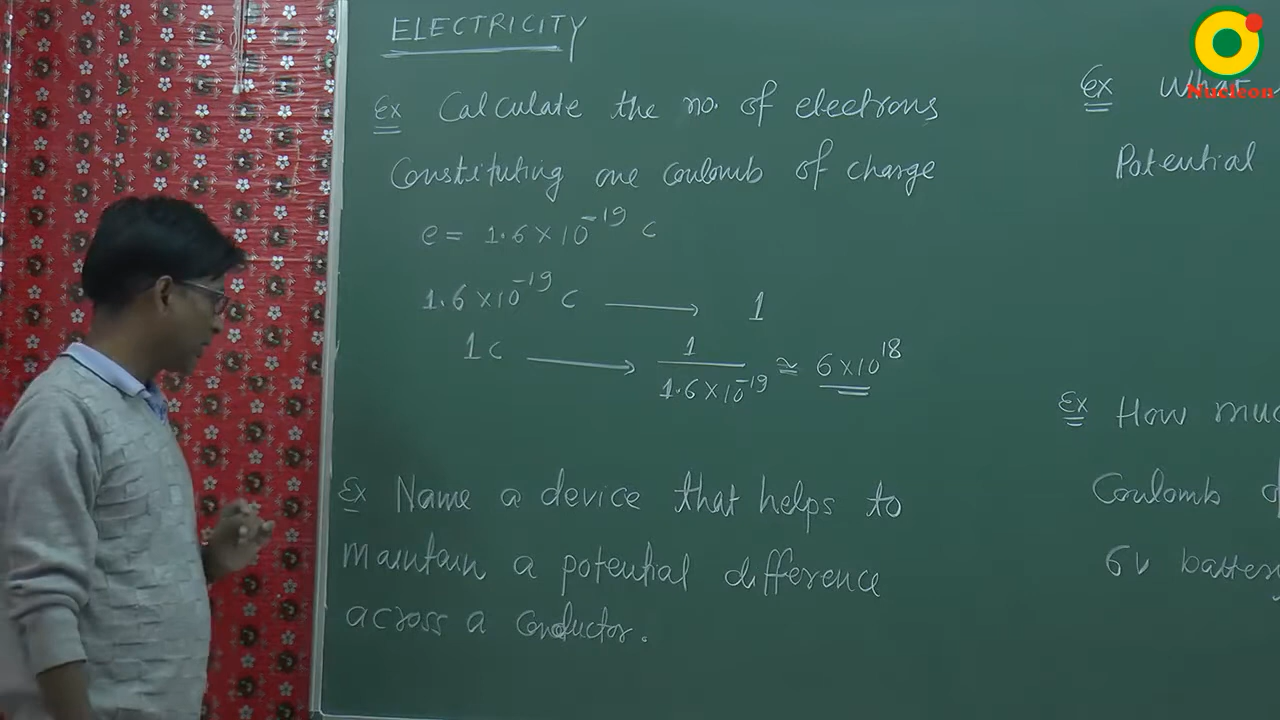 ELECTRICITY
Ex Calculate the no. of electrons
Constituting one Coulomb of charge
e = 1.6 × 10⁻¹⁹ C
1.6 × 10⁻¹⁹ C ⟶ 1
1 C ⟶ 1 / 1.6 × 10⁻¹⁹ ≃ 6 × 10¹⁸
Ex Name a device that helps to
maintain a potential difference
across a conductor.
Ex What
Potential
Ex How muc
Coulomb o
6V battery
Nucleon